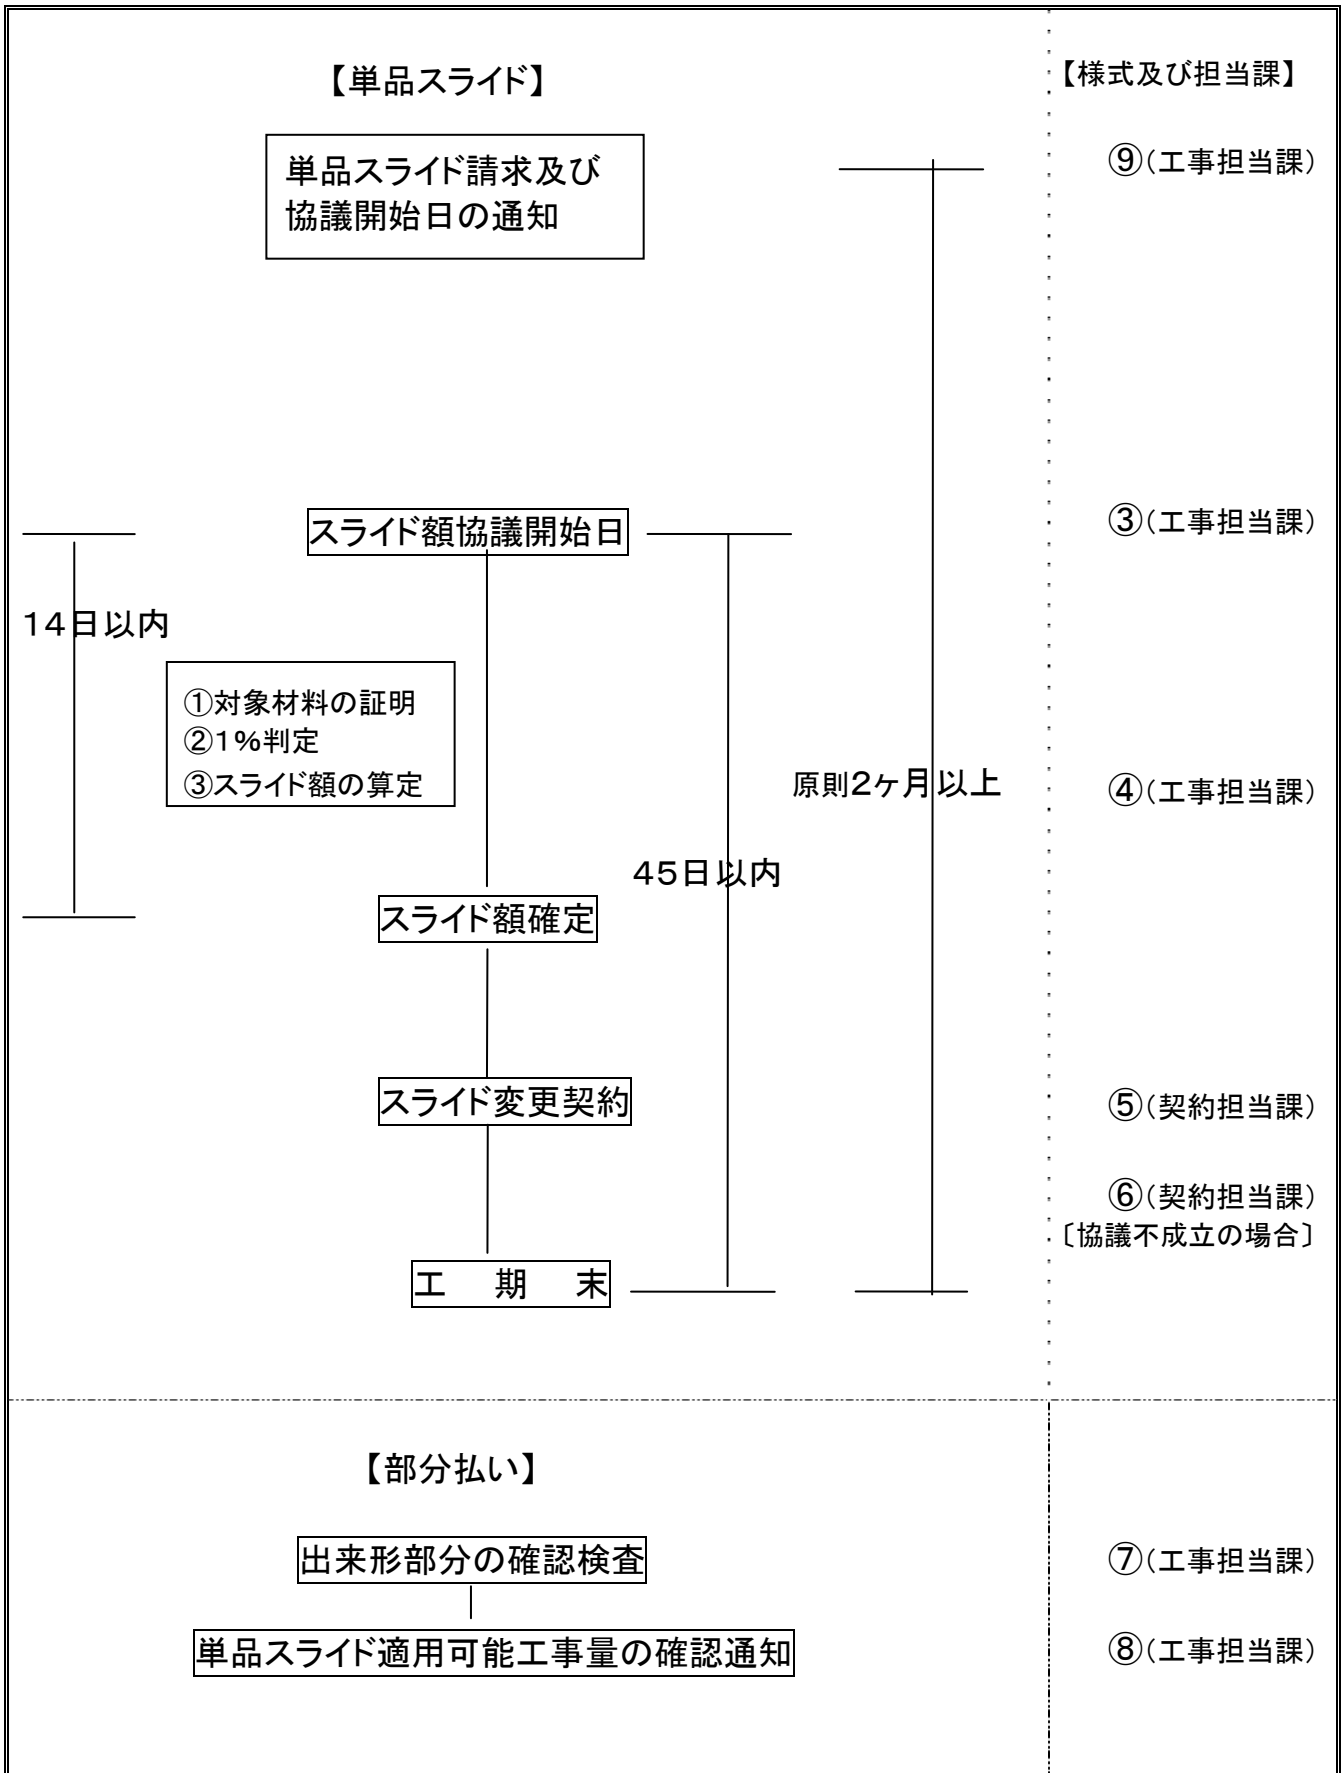 【単品スライド】
【様式及び担当課】
単品スライド請求及び
協議開始日の通知
⑨(工事担当課)
スライド額協議開始日
③(工事担当課)
14日以内
①対象材料の証明
②1%判定
③スライド額の算定
原則2ヶ月以上
④(工事担当課)
45日以内
スライド額確定
スライド変更契約
⑤(契約担当課)
⑥(契約担当課)
〔協議不成立の場合〕
工 期 末
【部分払い】
出来形部分の確認検査
⑦(工事担当課)
単品スライド適用可能工事量の確認通知
⑧(工事担当課)